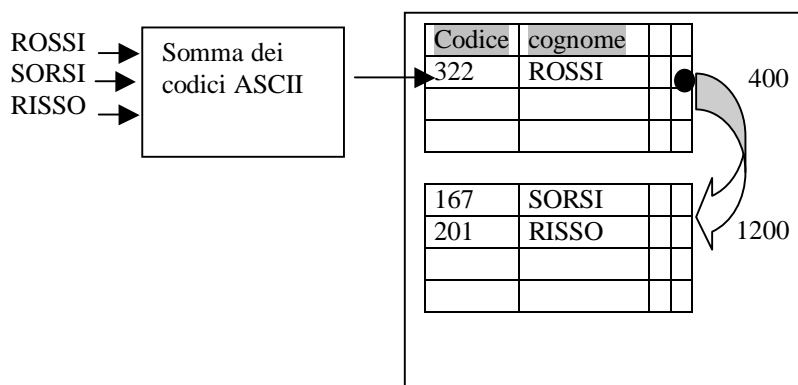 ROSSI
SORSI
RISSO
Somma dei
codici ASCII
Codice cognome
322 ROSSI
400
167 SORSI
201 RISSO
1200